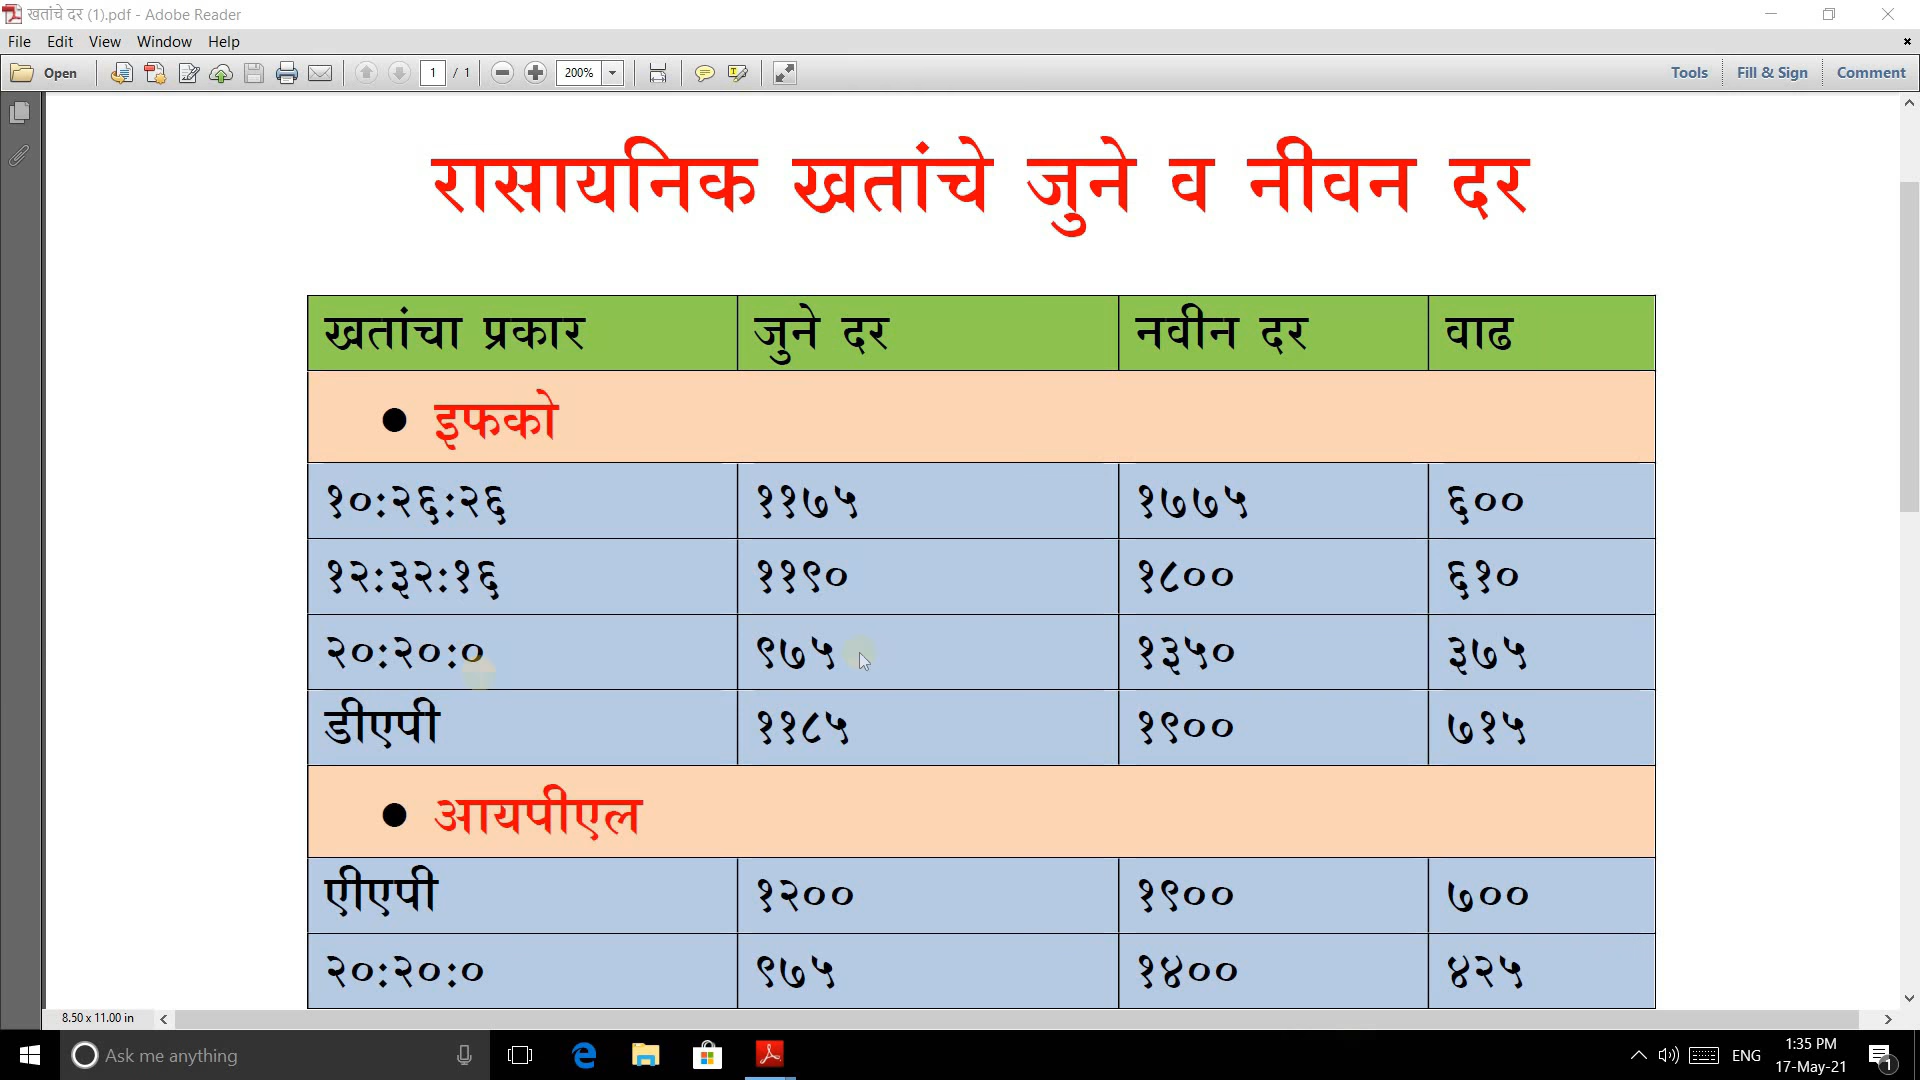 खतांचे दर (1).pdf - Adobe Reader
File Edit View Window Help
Open 1 / 1 200% Tools Fill & Sign Comment
रासायनिक खतांचे जुने व नीवन दर
खतांचा प्रकार जुने दर नवीन दर वाढ
• इफको
१०:२६:२६ ११७५ १७७५ ६००
१२:३२:१६ ११९० १८०० ६१०
२०:२०:० ९७५ १३५० ३७५
डीएपी ११८५ १९०० ७१५
• आयपीएल
एीएपी १२०० १९०० ७००
२०:२०:० ९७५ १४०० ४२५
8.50 x 11.00 in
Ask me anything ENG 1:35 PM
17-May-21 1